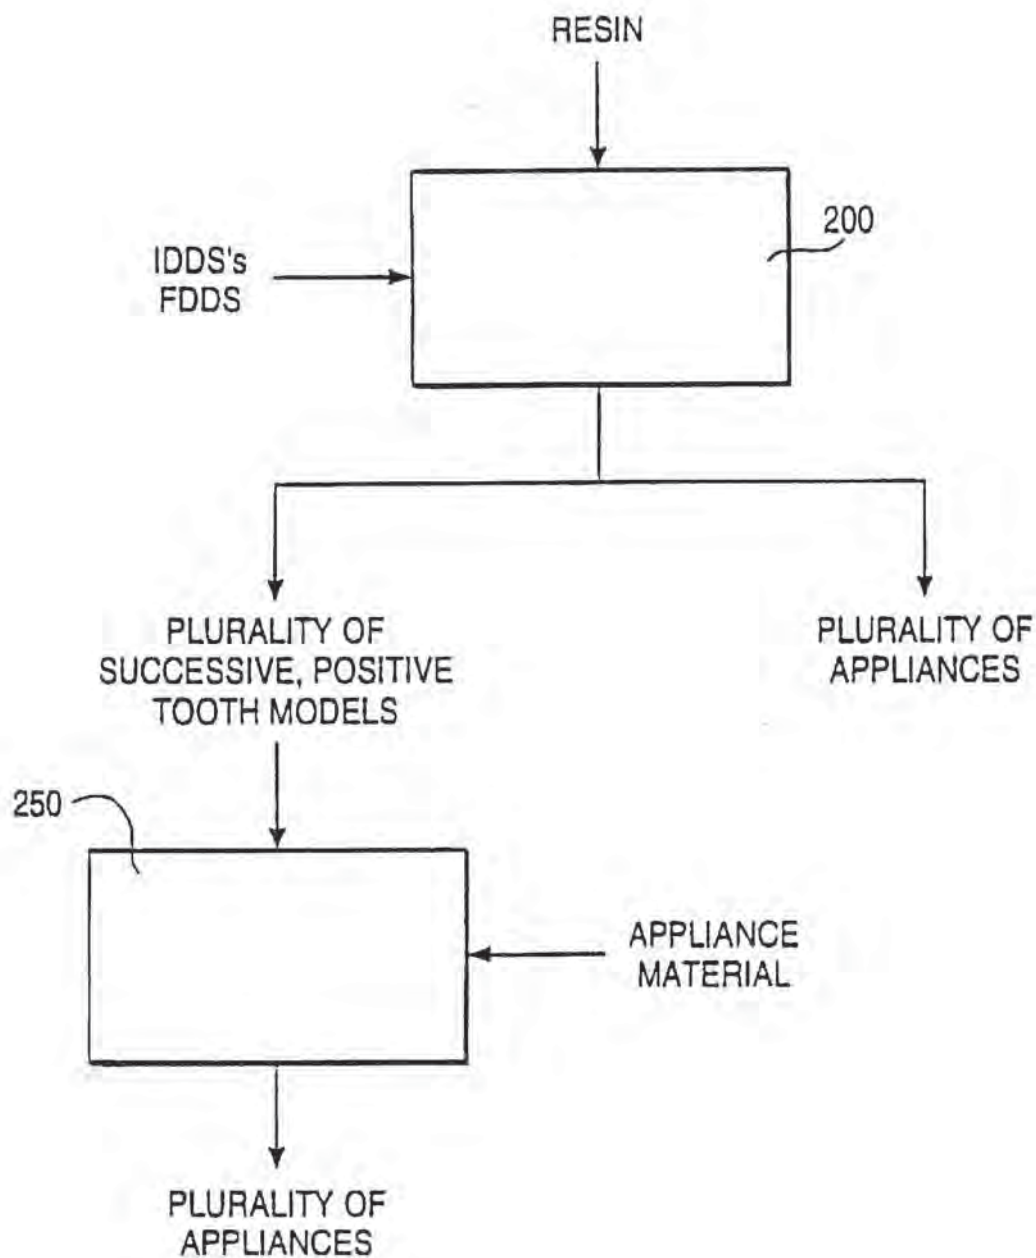 RESIN
200
IDDS's
FDDS
PLURALITY OF
SUCCESSIVE, POSITIVE
TOOTH MODELS
PLURALITY OF
APPLIANCES
250
APPLIANCE
MATERIAL
PLURALITY OF
APPLIANCES